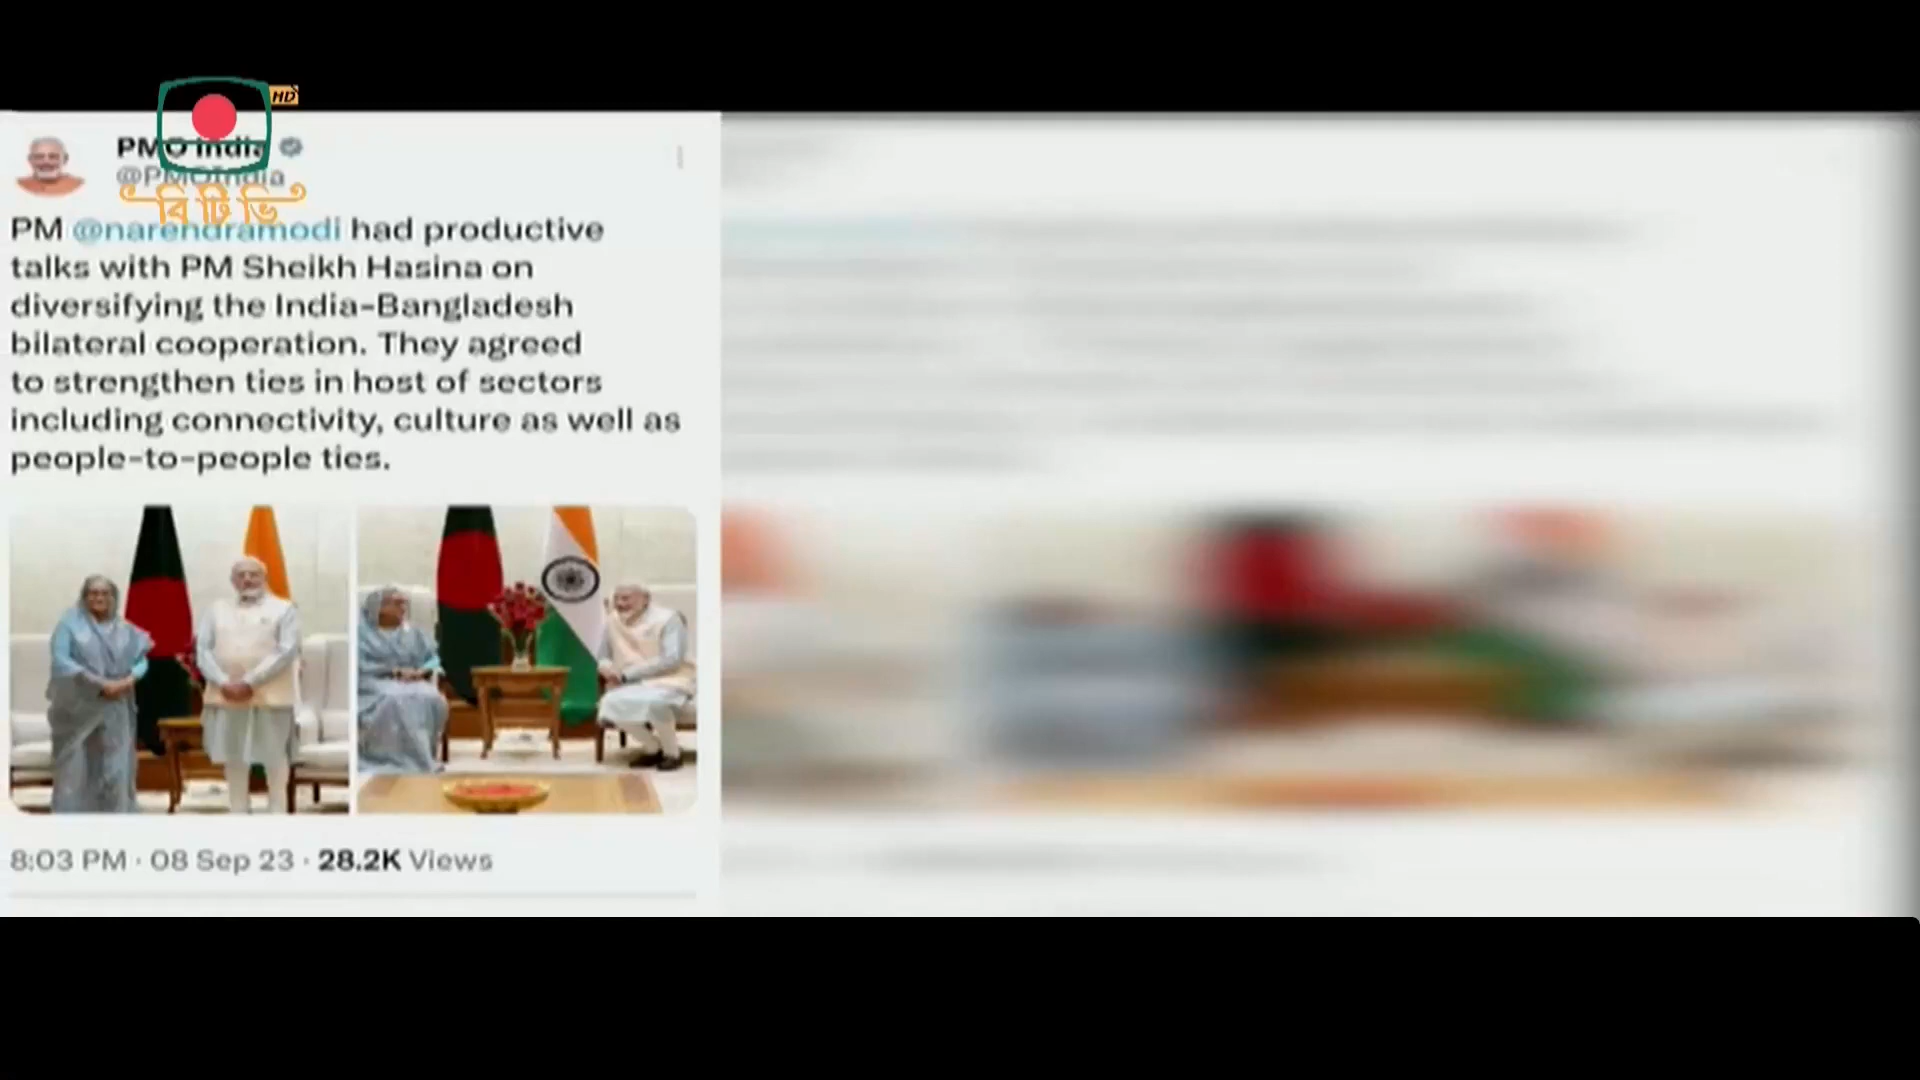 HD
PMO India
@PMOIndia
বিটিভি
PM @narendramodi had productive
talks with PM Sheikh Hasina on
diversifying the India-Bangladesh
bilateral cooperation. They agreed
to strengthen ties in host of sectors
including connectivity, culture as well as
people-to-people ties.
8:03 PM · 08 Sep 23 · 28.2K Views